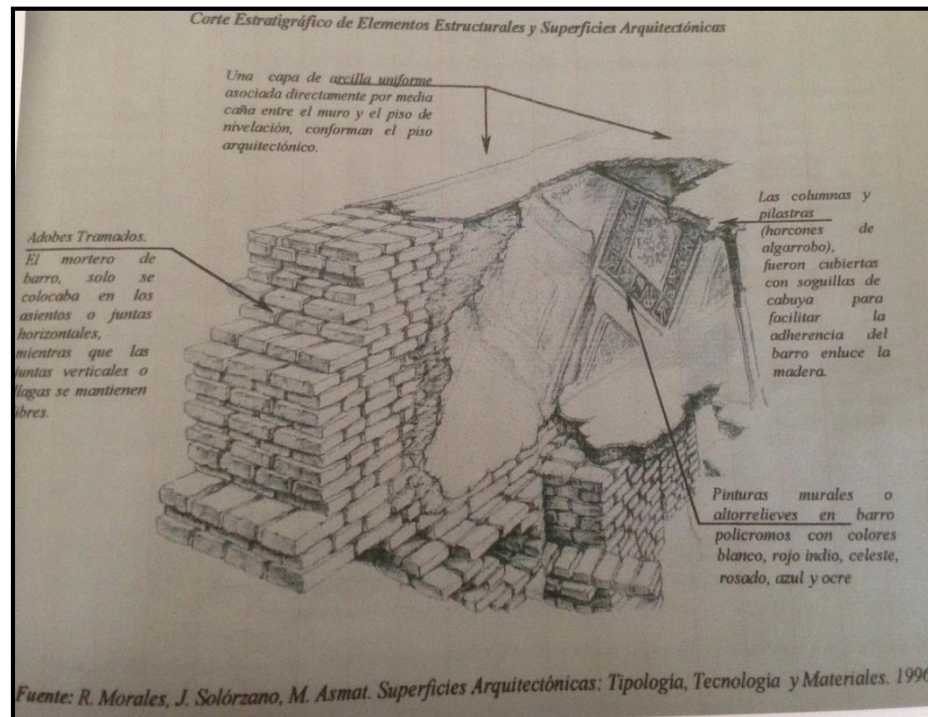 Corte Estratigráfico de Elementos Estructurales y Superficies Arquitectónicas
Una capa de arcilla uniforme
asociada directamente por media
caña entre el muro y el piso de
nivelación, conforman el piso
arquitectónico.
Adobes Tramados.
El mortero de
barro, solo se
colocaba en los
asientos o juntas
horizontales,
mientras que las
juntas verticales o
llagas se mantienen
libres.
Las columnas y
pilastras
(horcones de
algarrobo),
fueron cubiertas
con soguillas de
cabuya para
facilitar la
adherencia del
barro enluce la
madera.
Pinturas murales o
altorrelieves en barro
policromos con colores
blanco, rojo indio, celeste,
rosado, azul y ocre
Fuente: R. Morales, J. Solórzano, M. Asmat. Superficies Arquitectónicas: Tipología, Tecnología y Materiales. 1996